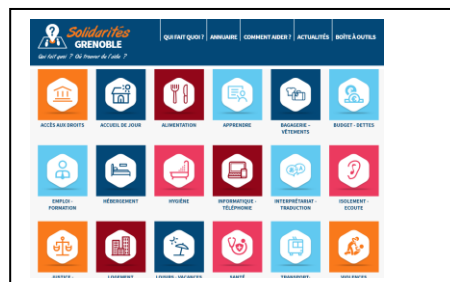 Solidarités
GRENOBLE
Qui fait quoi ? Où trouver de l'aide ?
QUI FAIT QUOI ?
ANNUAIRE
COMMENT AIDER ?
ACTUALITÉS
BOÎTE À OUTILS
ACCÈS AUX DROITS
ACCUEIL DE JOUR
ALIMENTATION
APPRENDRE
BAGAGERIE -
VÊTEMENTS
BUDGET - DETTES
EMPLOI -
FORMATION
HÉBERGEMENT
HYGIÈNE
INFORMATIQUE -
TÉLÉPHONIE
INTERPRÉTARIAT -
TRADUCTION
ISOLEMENT -
ECOUTE
JUSTICE -
LOGEMENT
LOISIRS - VACANCES
SANTÉ
TRANSPORT-
VIOLENCES